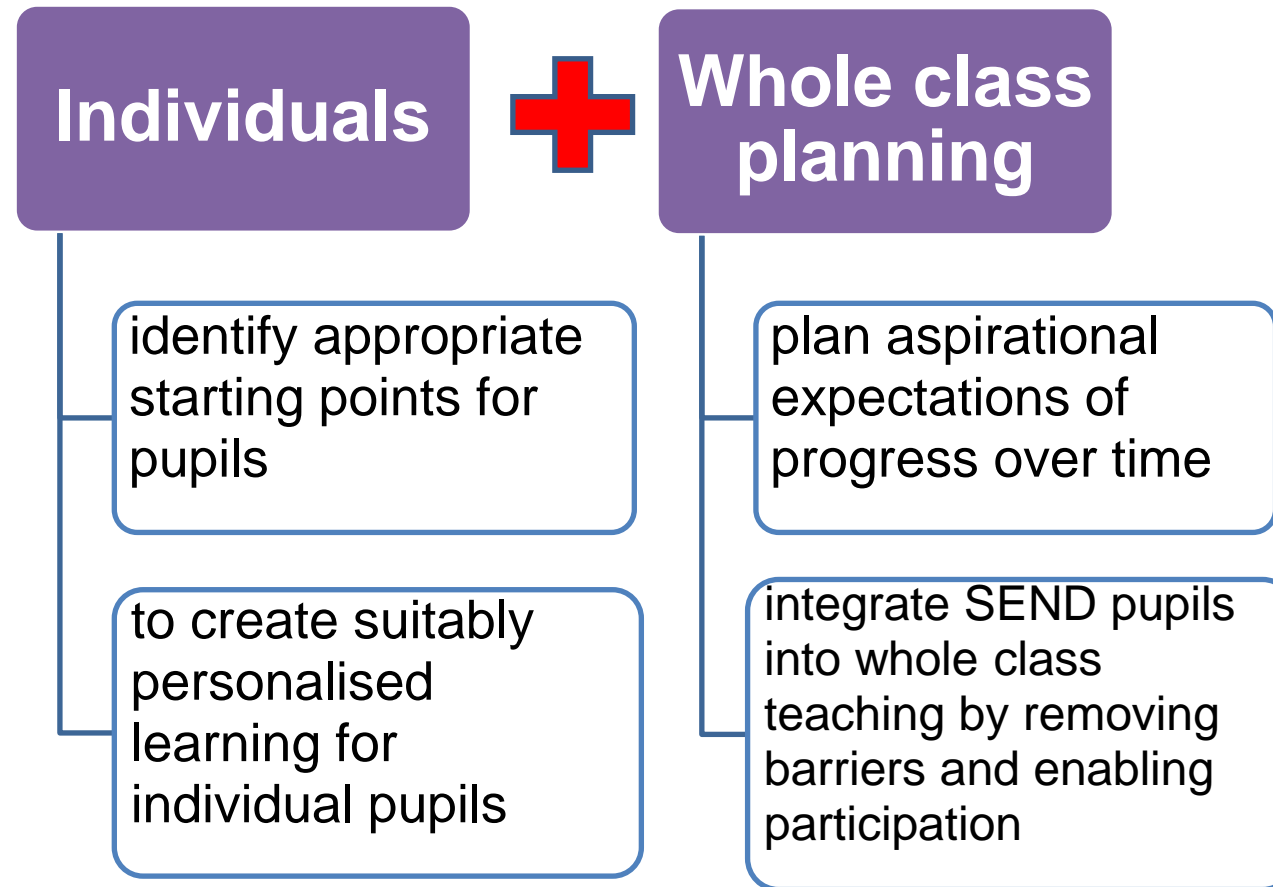 Individuals
Whole class
planning
identify appropriate
starting points for
pupils
to create suitably
personalised
learning for
individual pupils
plan aspirational
expectations of
progress over time
integrate SEND pupils
into whole class
teaching by removing
barriers and enabling
participation